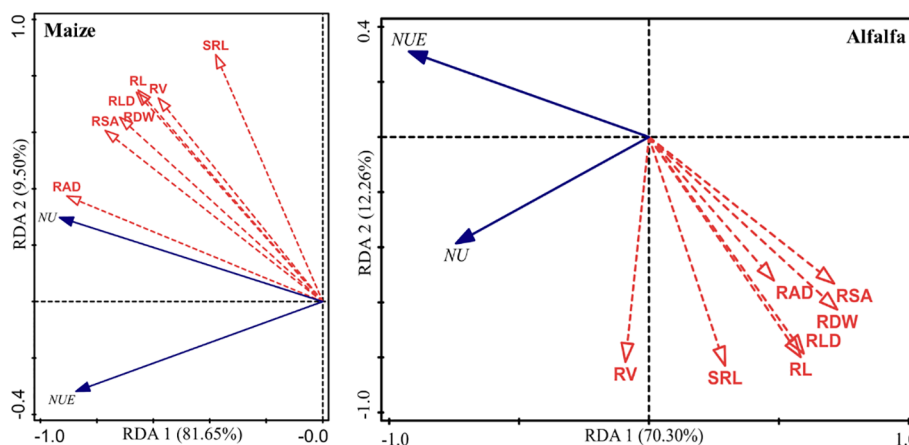 1.0
Maize
SRL
RL
RV
RLD
RDW
RSA
RAD
NU
NUE
-0.4
-1.0
-0.0
RDA 1 (81.65%)
RDA 2 (9.50%)
0.4
NUE
Alfalfa
NU
RAD
RSA
RDW
RLD
RL
SRL
RV
-1.0
-1.0
1.0
RDA 1 (70.30%)
RDA 2 (12.26%)